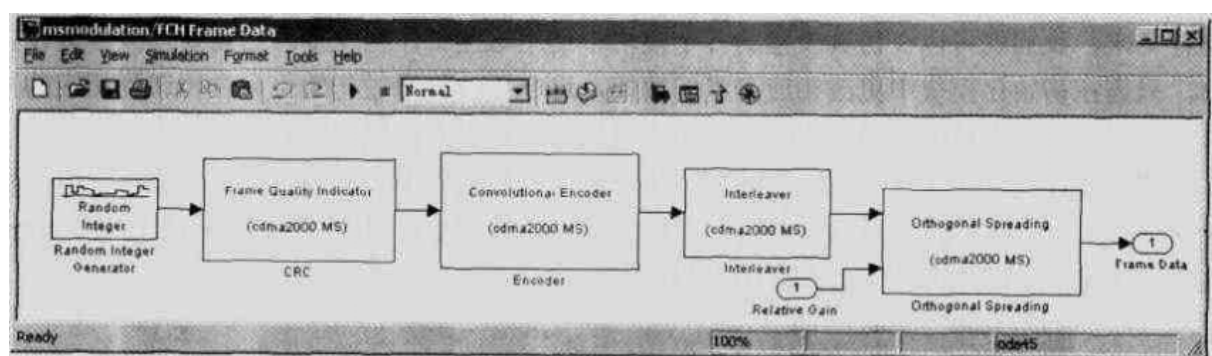 msmodulation/FCH Frame Data
File Edit View Simulation Format Tools Help
Normal
Random
Integer
Random Integer
Generator
Frame Quality Indicator
(cdma2000 MS)
CRC
Convolutional Encoder
(cdma2000 MS)
Encoder
Interleaver
(cdma2000 MS)
Interleaver
1
Relative Gain
Orthogonal Spreading
(cdma2000 MS)
Orthogonal Spreading
1
Frame Data
Ready
100%
ode45